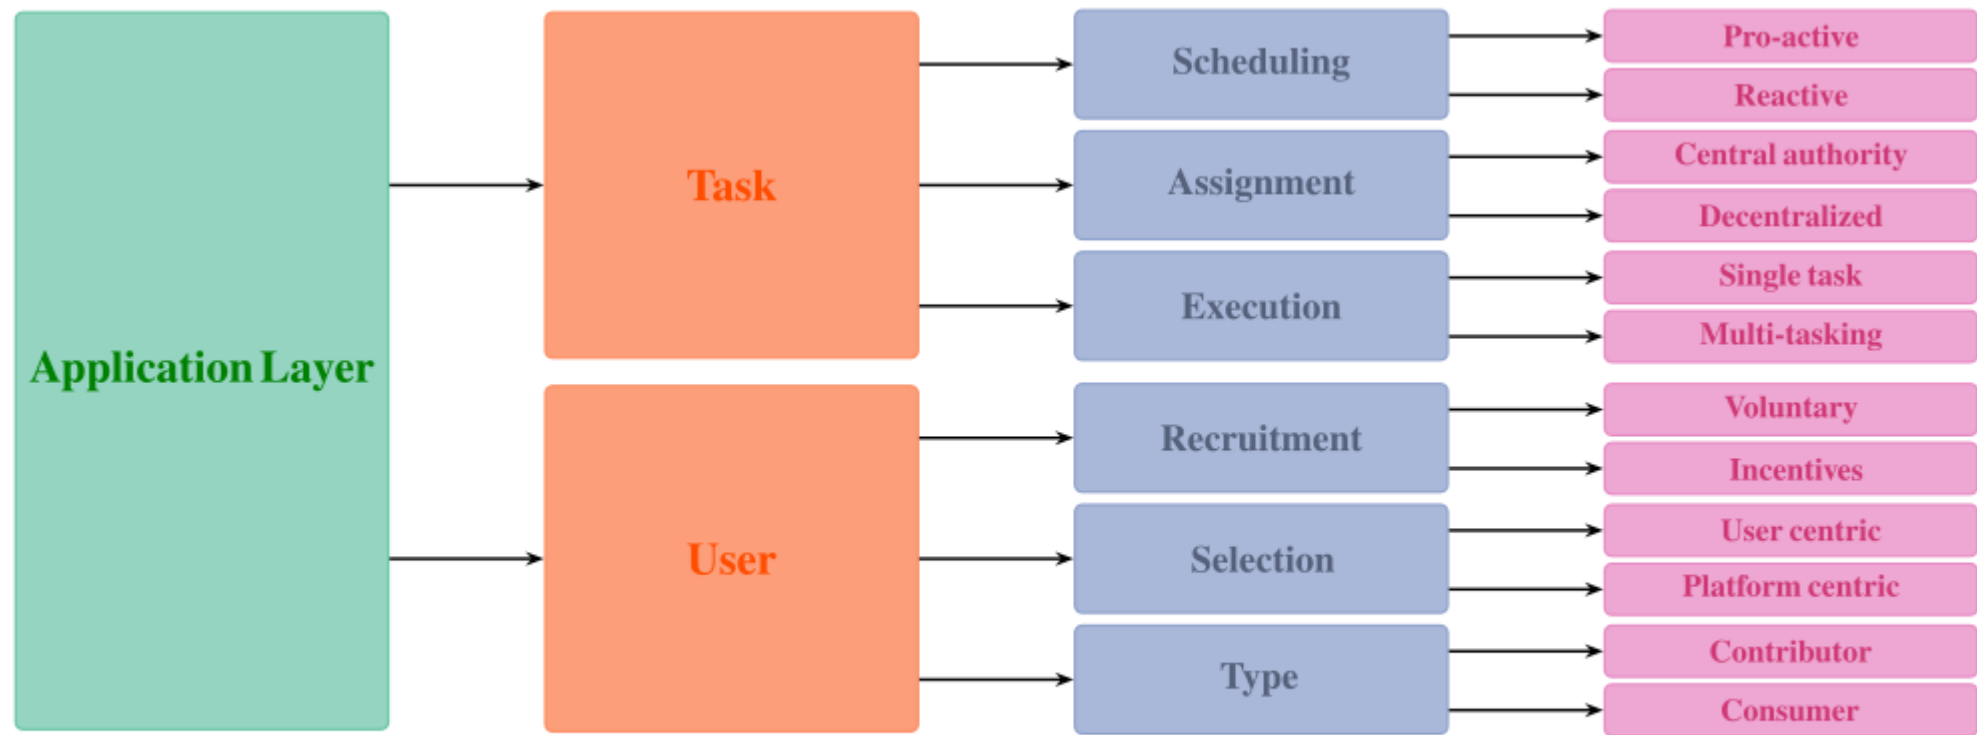 Application Layer
Task
Scheduling
Pro-active
Reactive
Assignment
Central authority
Decentralized
Execution
Single task
Multi-tasking
User
Recruitment
Voluntary
Incentives
Selection
User centric
Platform centric
Type
Contributor
Consumer